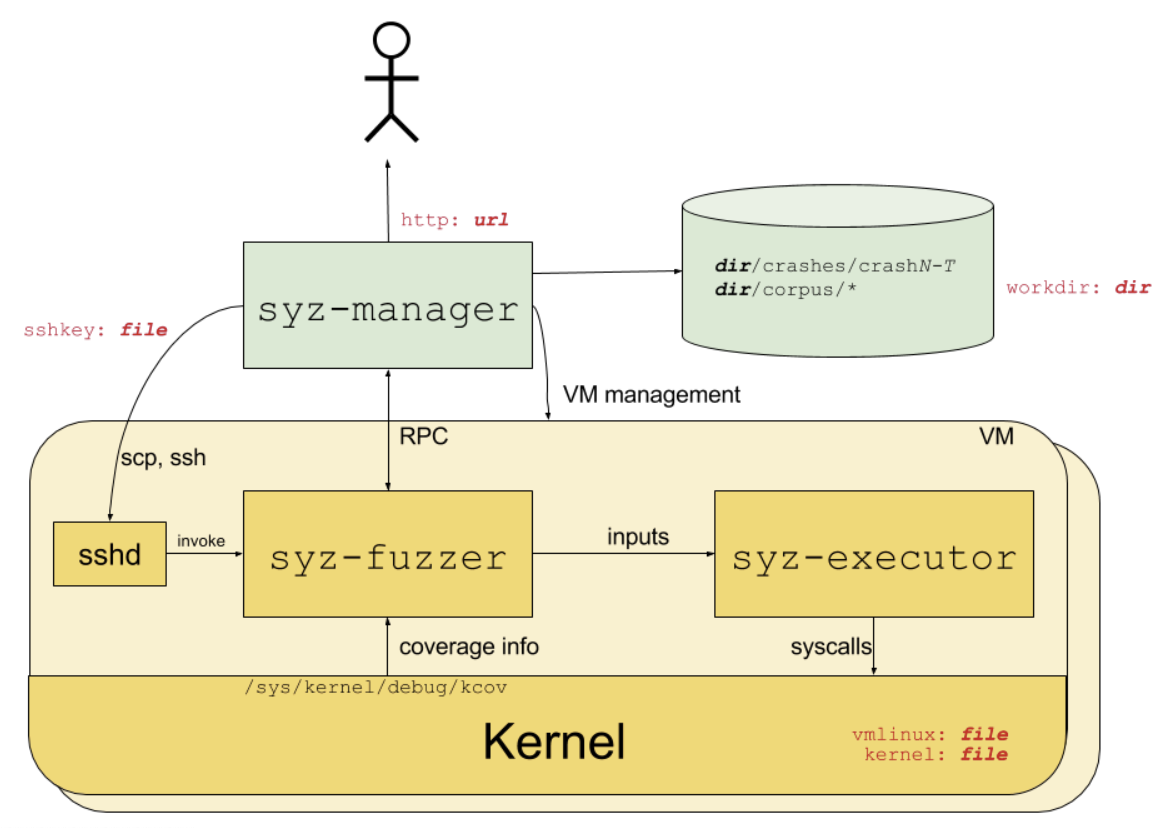 http: url
syz-manager
dir/crashes/crashN-T
dir/corpus/*
workdir: dir
sshkey: file
VM management
RPC
VM
scp, ssh
sshd
invoke
syz-fuzzer
inputs
syz-executor
coverage info
syscalls
/sys/kernel/debug/kcov
Kernel
vmlinux: file
kernel: file